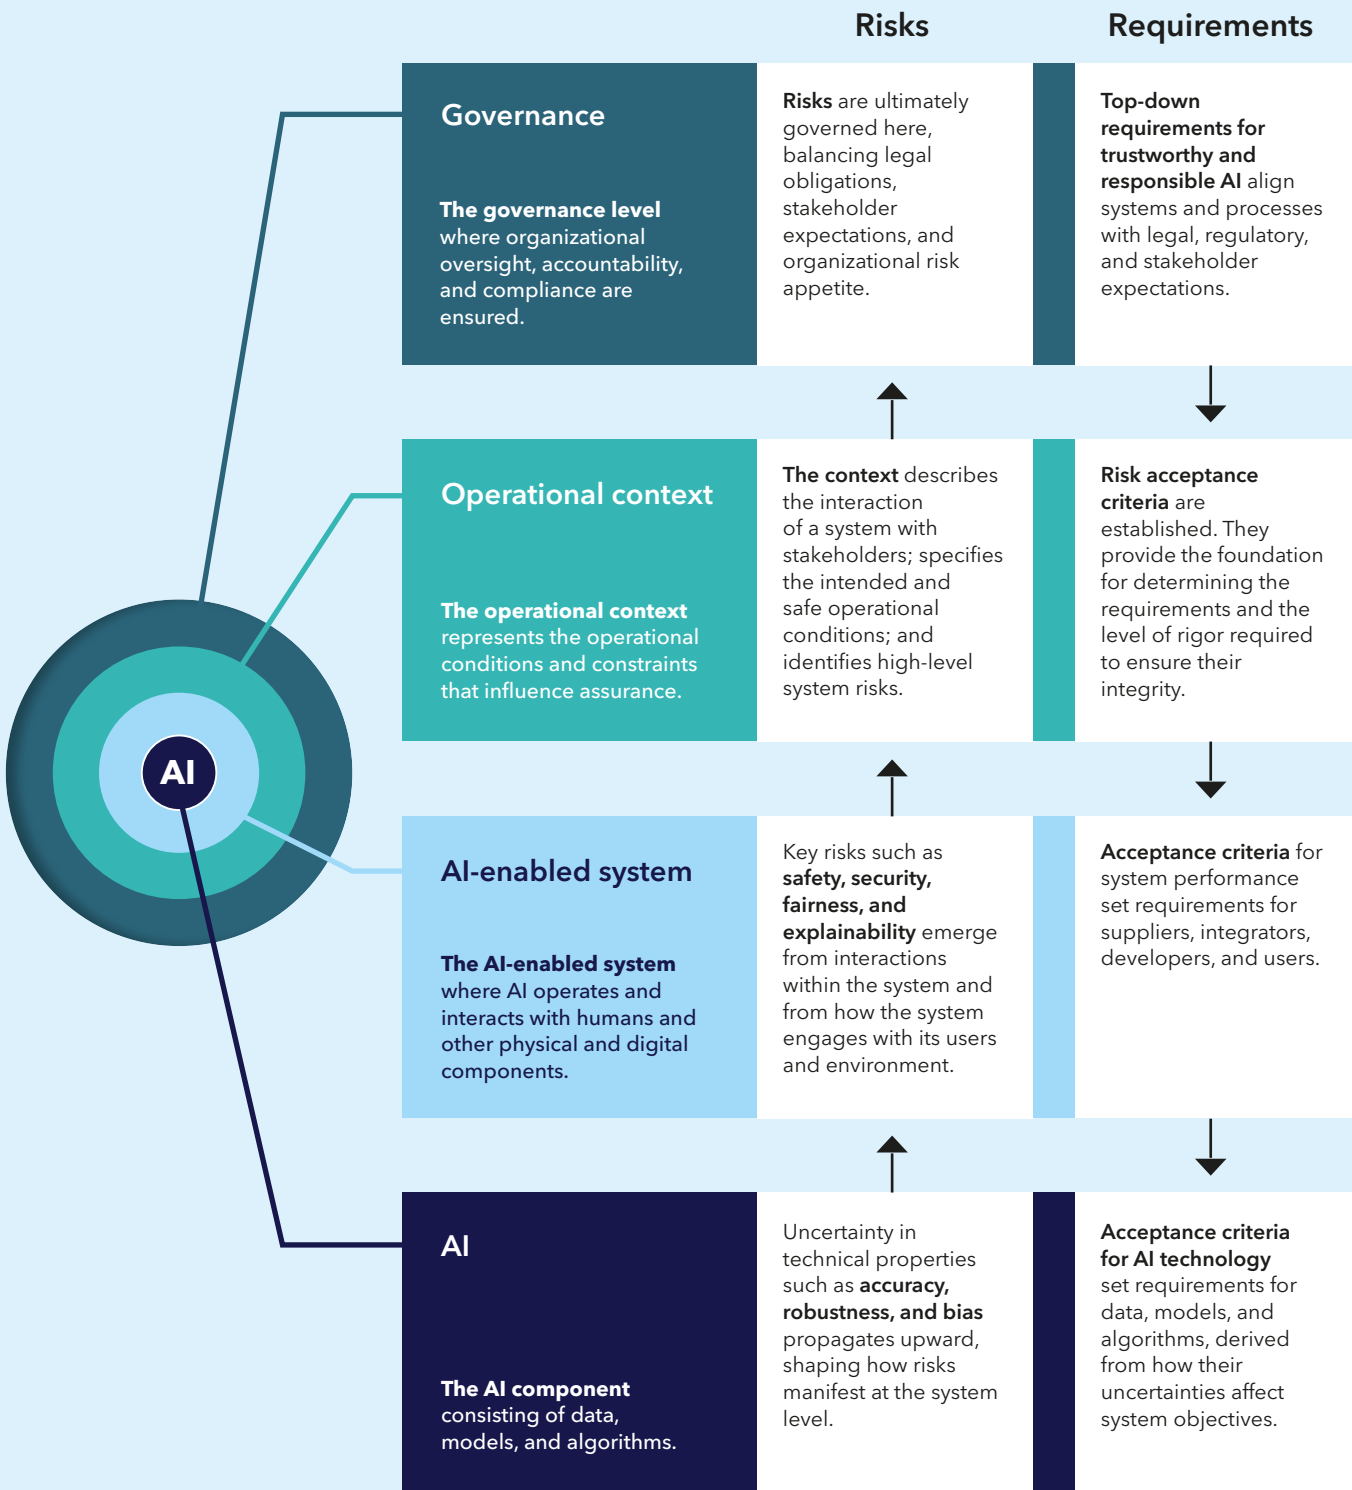 Risks
Requirements
Governance
The governance level
where organizational
oversight, accountability,
and compliance are
ensured.
Risks are ultimately
governed here,
balancing legal
obligations,
stakeholder
expectations, and
organizational risk
appetite.
Top-down
requirements for
trustworthy and
responsible AI align
systems and processes
with legal, regulatory,
and stakeholder
expectations.
Operational context
The operational context
represents the operational
conditions and constraints
that influence assurance.
The context describes
the interaction
of a system with
stakeholders; specifies
the intended and
safe operational
conditions; and
identifies high-level
system risks.
Risk acceptance
criteria are
established. They
provide the foundation
for determining the
requirements and the
level of rigor required
to ensure their
integrity.
AI
AI-enabled system
The AI-enabled system
where AI operates and
interacts with humans and
other physical and digital
components.
Key risks such as
safety, security,
fairness, and
explainability emerge
from interactions
within the system and
from how the system
engages with its users
and environment.
Acceptance criteria for
system performance
set requirements for
suppliers, integrators,
developers, and users.
AI
The AI component
consisting of data,
models, and algorithms.
Uncertainty in
technical properties
such as accuracy,
robustness, and bias
propagates upward,
shaping how risks
manifest at the system
level.
Acceptance criteria
for AI technology
set requirements for
data, models, and
algorithms, derived
from how their
uncertainties affect
system objectives.